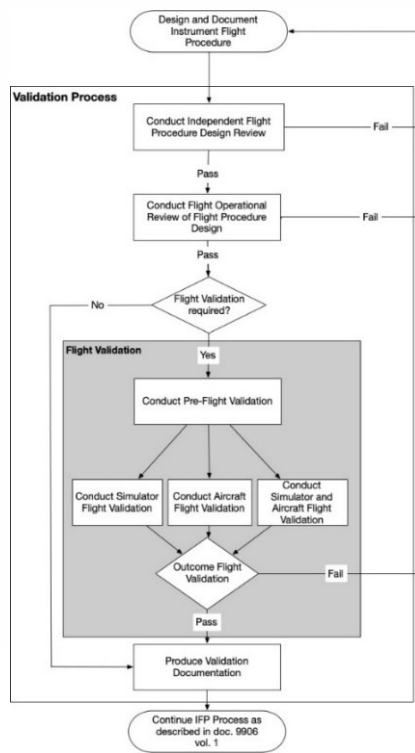 Design and Document
Instrument Flight
Procedure
Validation Process
Conduct Independent Flight
Procedure Design Review
Fail
Pass
Conduct Flight Operational
Review of Flight Procedure
Design
Fail
Pass
No
Flight Validation
required?
Flight Validation
Yes
Conduct Pre-Flight Validation
Conduct Simulator
Flight Validation
Conduct Aircraft
Flight Validation
Conduct
Simulator and
Aircraft Flight
Validation
Outcome Flight
Validation
Fail
Pass
Produce Validation
Documentation
Continue IFP Process as
described in doc. 9906
vol. 1